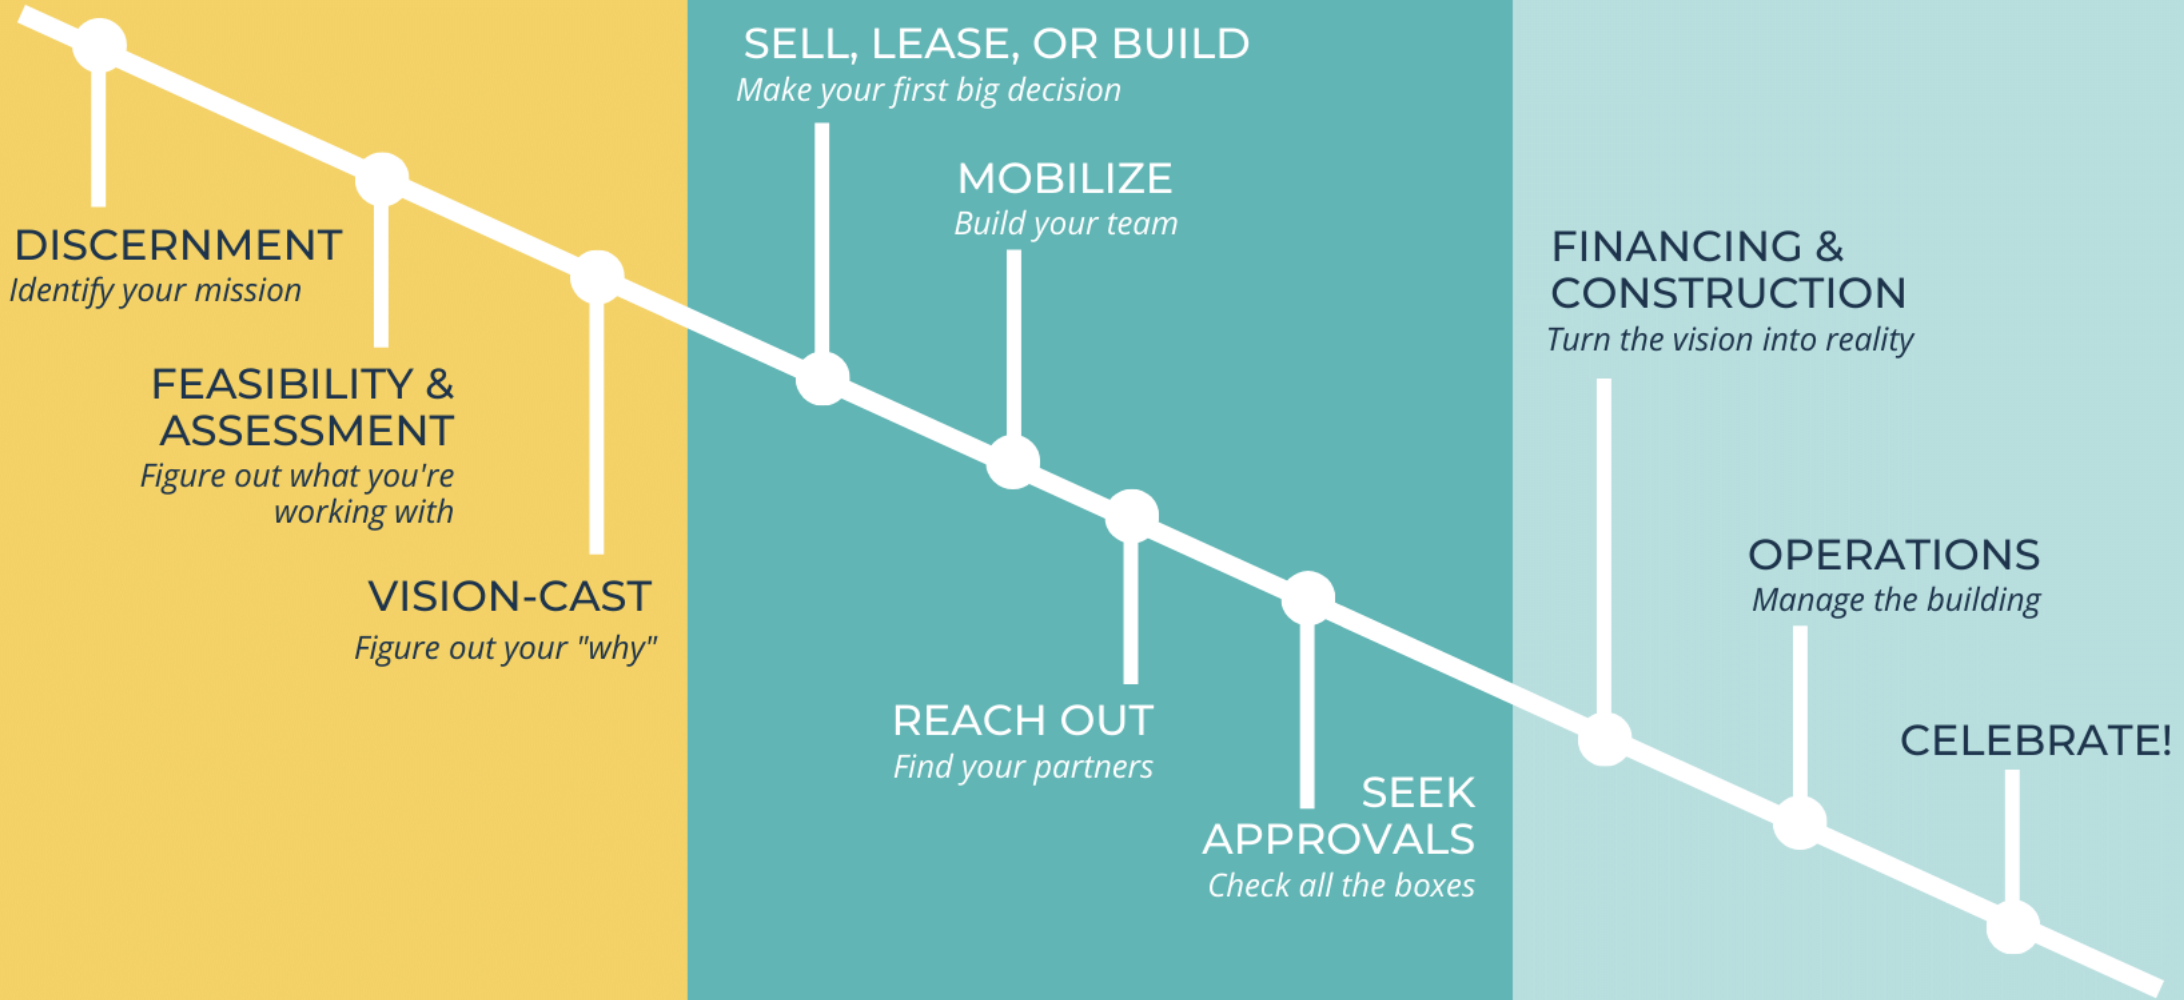 DISCERNMENT
Identify your mission
FEASIBILITY &
ASSESSMENT
Figure out what you're
working with
VISION-CAST
Figure out your "why"
SELL, LEASE, OR BUILD
Make your first big decision
MOBILIZE
Build your team
REACH OUT
Find your partners
SEEK
APPROVALS
Check all the boxes
FINANCING &
CONSTRUCTION
Turn the vision into reality
OPERATIONS
Manage the building
CELEBRATE!